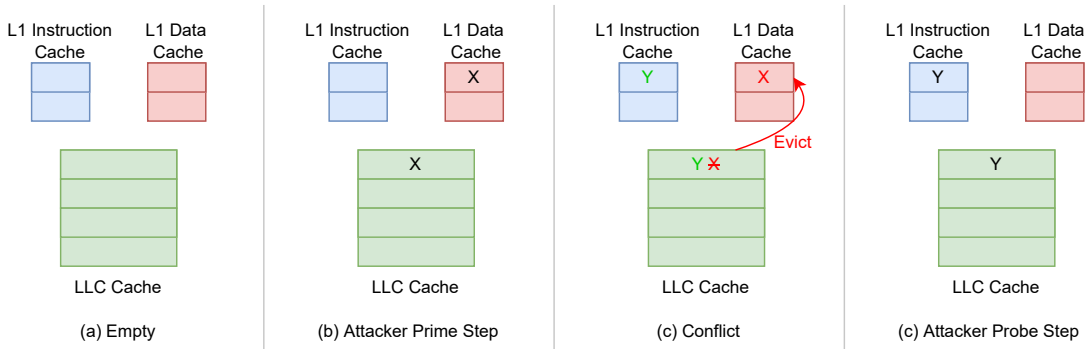 L1 Instruction
Cache
L1 Data
Cache
LLC Cache
(a) Empty
L1 Instruction
Cache
L1 Data
Cache
X
X
LLC Cache
(b) Attacker Prime Step
L1 Instruction
Cache
L1 Data
Cache
Y
X
Evict
Y X
LLC Cache
(c) Conflict
L1 Instruction
Cache
L1 Data
Cache
Y
Y
LLC Cache
(c) Attacker Probe Step